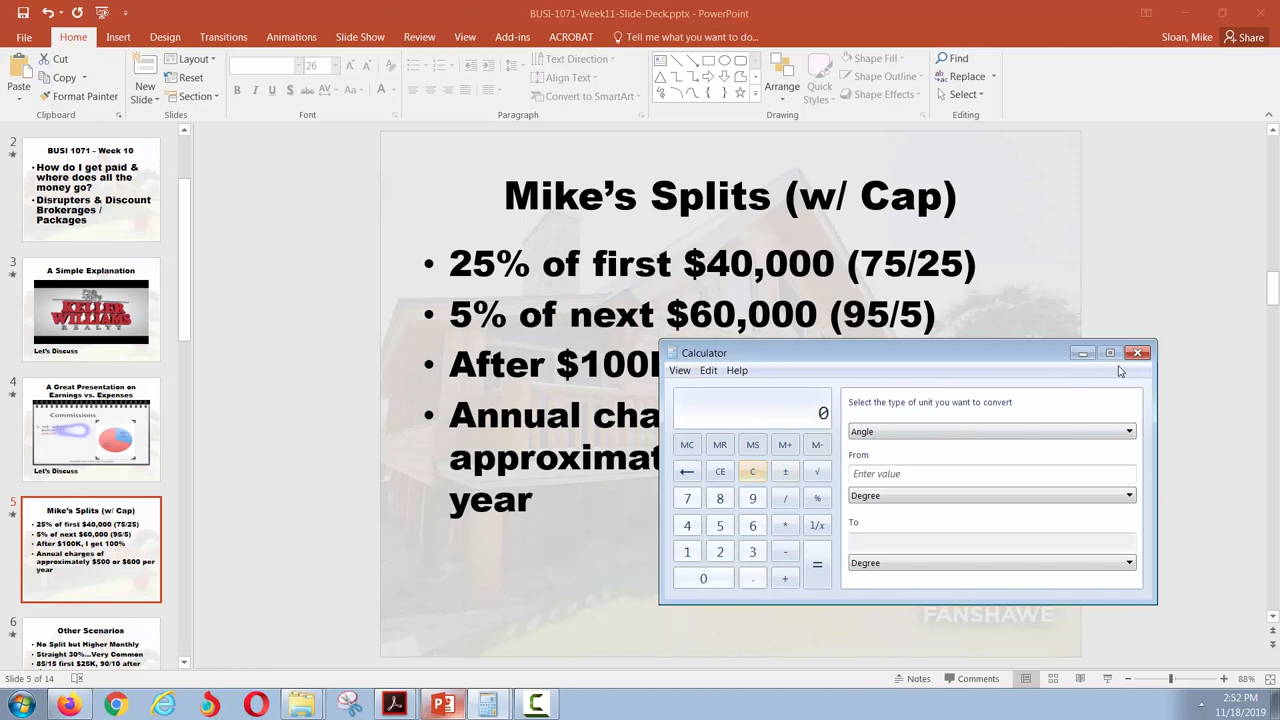 BUSI-1071-Week11-Slide-Deck.pptx - PowerPoint
File Home Insert Design Transitions Animations Slide Show Review View Add-ins ACROBAT Tell me what you want to do... Sloan, Mike Share
Paste
Cut
Copy
Format Painter
Clipboard
New Slide
Layout
Reset
Section
Slides
26
B I U S abc AV Aa A
Font
Text Direction
Align Text
Convert to SmartArt
Paragraph
Arrange
Quick Styles
Shape Fill
Shape Outline
Shape Effects
Drawing
Find
Replace
Select
Editing
2
BUSI 1071 – Week 10
• How do I get paid &
where does all the
money go?
• Disrupters & Discount
Brokerages /
Packages
3
A Simple Explanation
KELLER
WILLIAMS
REALTY
Let's Discuss
4
A Great Presentation on
Earnings vs. Expenses
Commissions
Let's Discuss
5
Mike's Splits (w/ Cap)
• 25% of first $40,000 (75/25)
• 5% of next $60,000 (95/5)
• After $100K, I get 100%
• Annual charges of
approximately $500 or $600 per
year
6
Other Scenarios
• No Split but Higher Monthly
• Straight 30%...Very Common
• 85/15 first $25K, 90/10 after
Mike's Splits (w/ Cap)
• 25% of first $40,000 (75/25)
• 5% of next $60,000 (95/5)
• After $100K
• Annual cha
approximat
year
FANSHAWE
Calculator
View Edit Help
0
MC MR MS M+ M-
← CE C ± √
7 8 9 / %
4 5 6 * 1/x
1 2 3 - =
0 . +
Select the type of unit you want to convert
Angle
From
Enter value
Degree
To
Degree
Slide 5 of 14
Notes Comments 88%
2:52 PM
11/18/2019